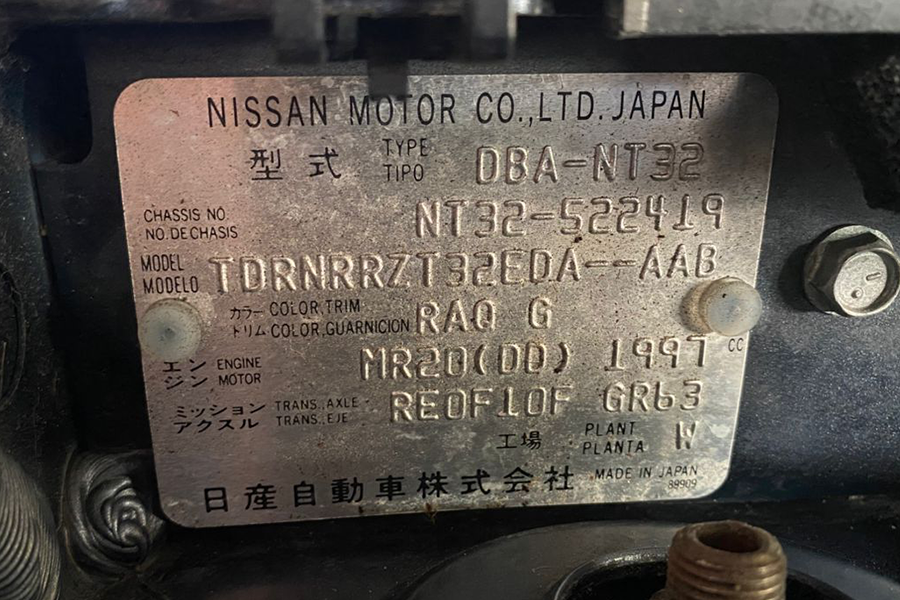 NISSAN MOTOR CO.,LTD. JAPAN
型式 TYPE TIPO DBA-NT32
CHASSIS NO. NO. DE CHASIS NT32-522419
MODEL MODELO TDRNRRZT32EDA--AAB
カラー トリム COLOR,TRIM COLOR,GUARNICION RAQ G
エンジン ENGINE MOTOR MR20(DD) 1997 CC
ミッション アクスル TRANS.,AXLE TRANS.,EJE RE0F10F GR63
工場 PLANT PLANTA W
日産自動車株式会社 MADE IN JAPAN
89909
7